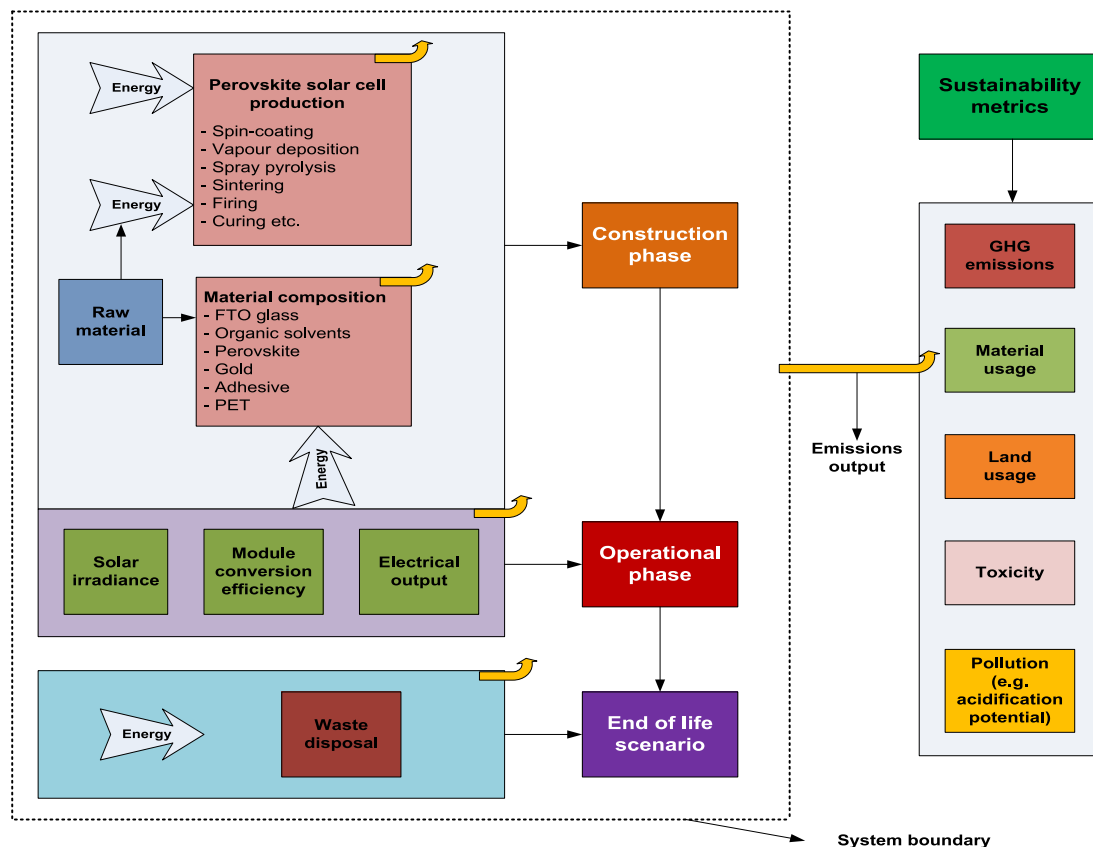 Energy
Perovskite solar cell
production
- Spin-coating
- Vapour deposition
- Spray pyrolysis
- Sintering
- Firing
- Curing etc.
Energy
Raw
material
Material composition
- FTO glass
- Organic solvents
- Perovskite
- Gold
- Adhesive
- PET
Energy
Construction
phase
Solar
irradiance
Module
conversion
efficiency
Electrical
output
Operational
phase
Energy
Waste
disposal
End of life
scenario
Emissions
output
System boundary
Sustainability
metrics
GHG
emissions
Material
usage
Land
usage
Toxicity
Pollution
(e.g.
acidification
potential)